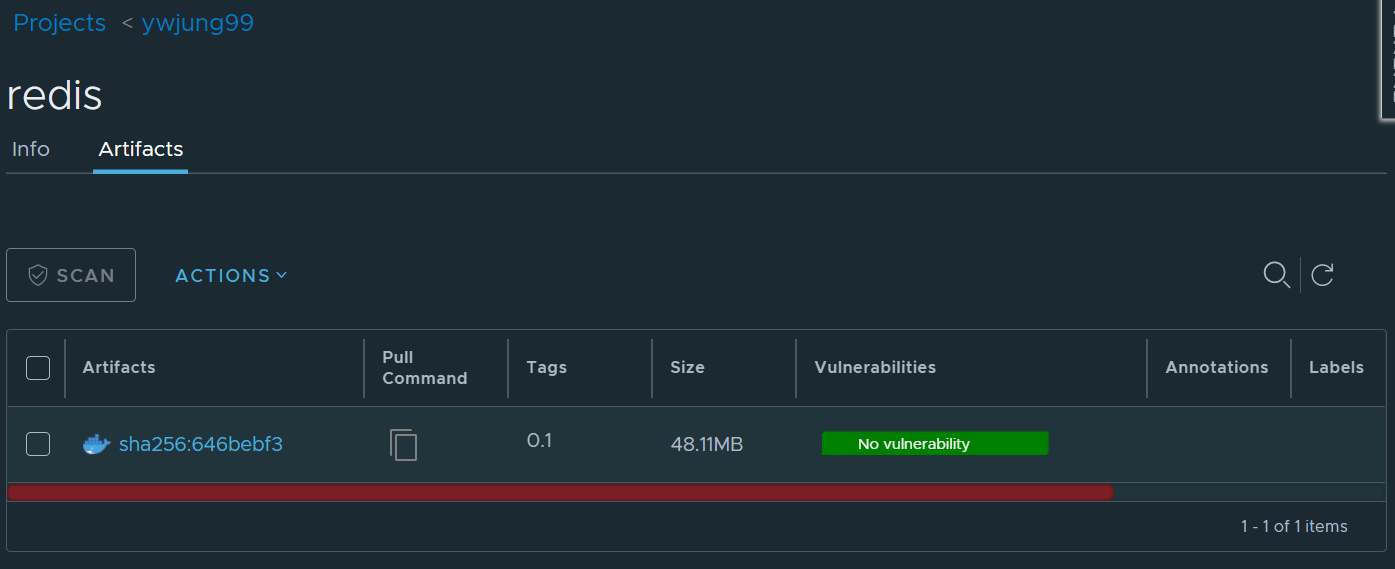 Projects < ywjung99
redis
Info Artifacts
SCAN ACTIONS
Artifacts Pull Command Tags Size Vulnerabilities Annotations Labels
sha256:646bebf3 0.1 48.11MB No vulnerability
1 - 1 of 1 items